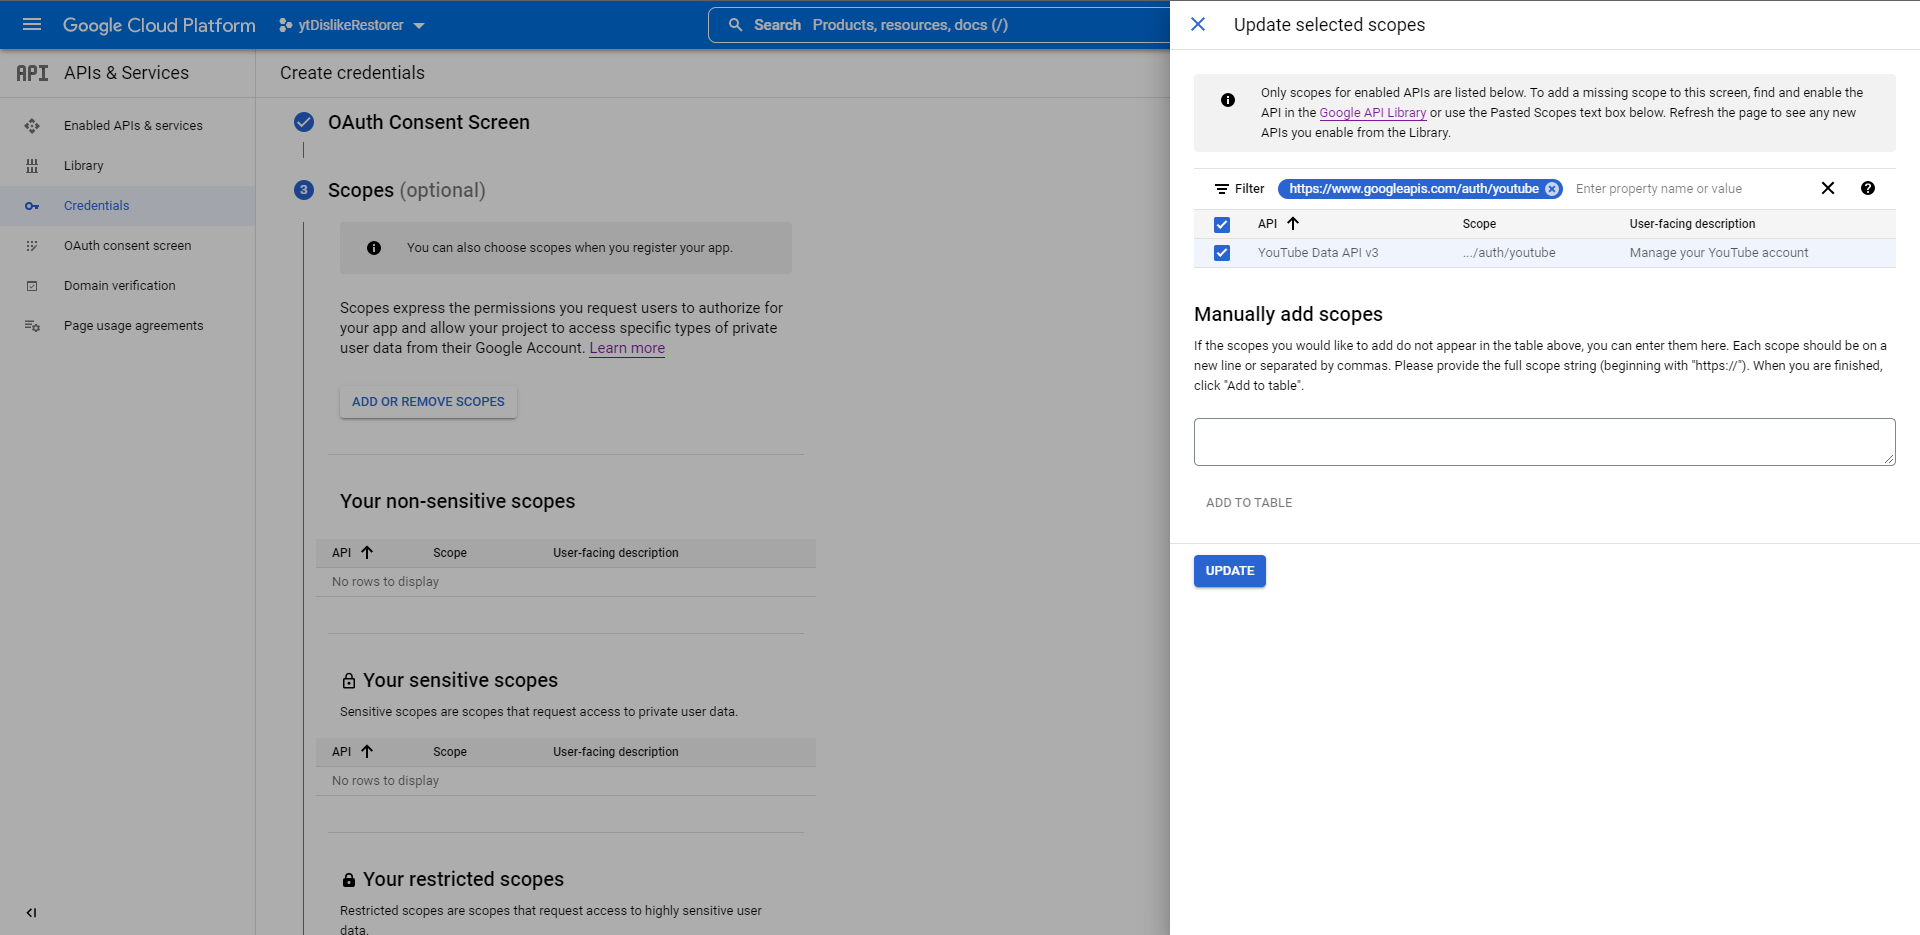 Google Cloud Platform
ytDislikeRestorer
Search Products, resources, docs (/)
API APIs & Services
Enabled APIs & services
Library
Credentials
OAuth consent screen
Domain verification
Page usage agreements
Create credentials
OAuth Consent Screen
3 Scopes (optional)
You can also choose scopes when you register your app.
Scopes express the permissions you request users to authorize for
your app and allow your project to access specific types of private
user data from their Google Account. Learn more
ADD OR REMOVE SCOPES
Your non-sensitive scopes
API Scope User-facing description
No rows to display
Your sensitive scopes
Sensitive scopes are scopes that request access to private user data.
API Scope User-facing description
No rows to display
Your restricted scopes
Restricted scopes are scopes that request access to highly sensitive user
data.
Update selected scopes
Only scopes for enabled APIs are listed below. To add a missing scope to this screen, find and enable the
API in the Google API Library or use the Pasted Scopes text box below. Refresh the page to see any new
APIs you enable from the Library.
Filter https://www.googleapis.com/auth/youtube Enter property name or value
API Scope User-facing description
YouTube Data API v3 .../auth/youtube Manage your YouTube account
Manually add scopes
If the scopes you would like to add do not appear in the table above, you can enter them here. Each scope should be on a
new line or separated by commas. Please provide the full scope string (beginning with "https://"). When you are finished,
click "Add to table".
ADD TO TABLE
UPDATE